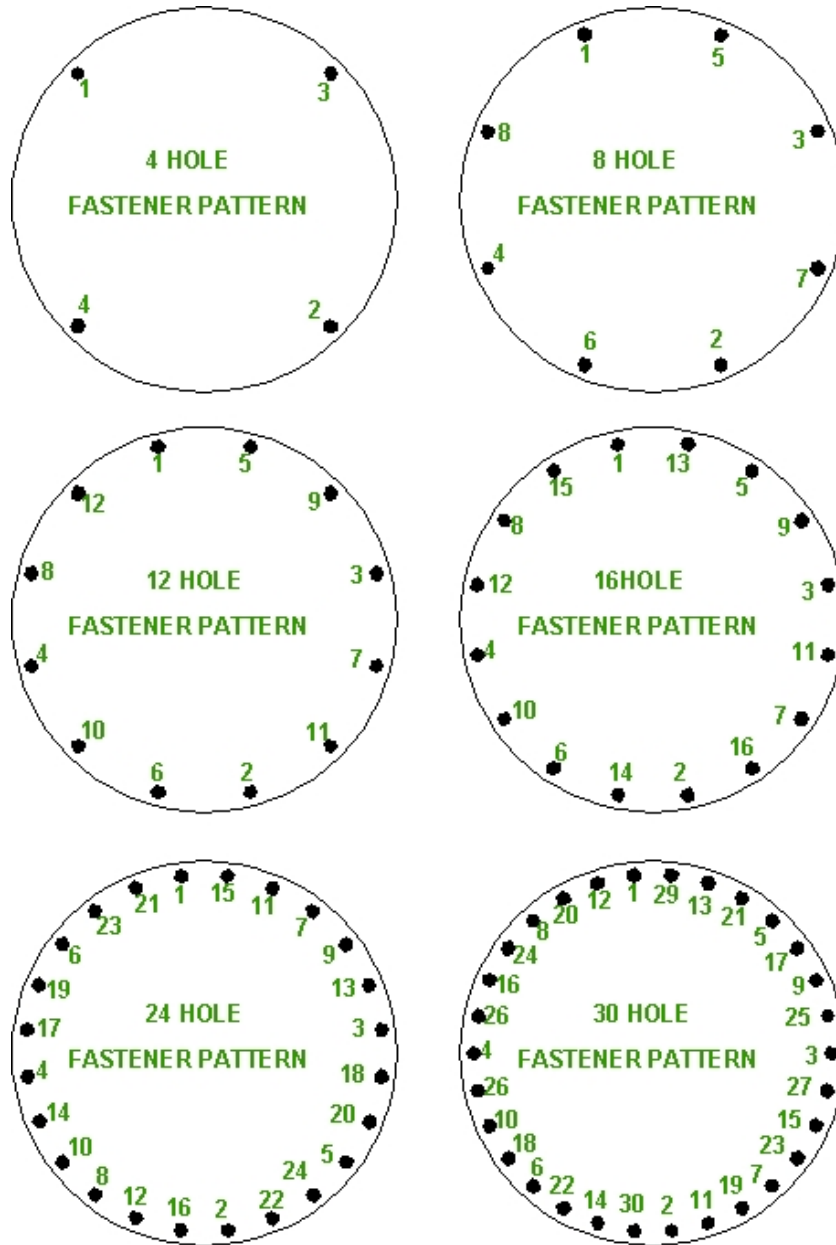 1 3
4 HOLE
FASTENER PATTERN
4 2
1 5
8 3
8 HOLE
FASTENER PATTERN
4 7
6 2
1 5
12 9
8 3
12 HOLE
FASTENER PATTERN
4 7
10 11
6 2
1 13
15 5
8 9
12 3
16HOLE
FASTENER PATTERN
4 11
10 7
6 16
14 2
21 1 15 11
23 7
6 9
19 13
17 3
24 HOLE
FASTENER PATTERN
4 18
14 20
10 5
8 24
12 16 2 22
20 12 1 29 13 21
8 5
24 17
16 9
26 25
30 HOLE
FASTENER PATTERN
4 3
26 27
10 15
18 23
6 7
22 14 30 2 11 19